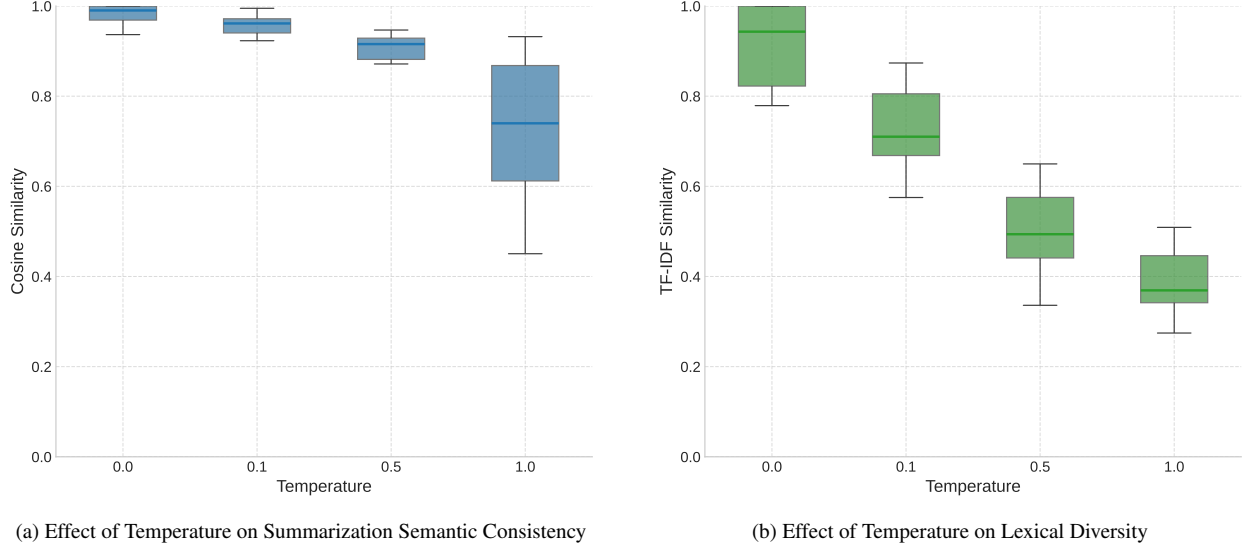 1.0
0.8
0.6
0.4
0.2
0.0
Cosine Similarity
0.0 0.1 0.5 1.0
Temperature
(a) Effect of Temperature on Summarization Semantic Consistency
1.0
0.8
0.6
0.4
0.2
0.0
TF-IDF Similarity
0.0 0.1 0.5 1.0
Temperature
(b) Effect of Temperature on Lexical Diversity